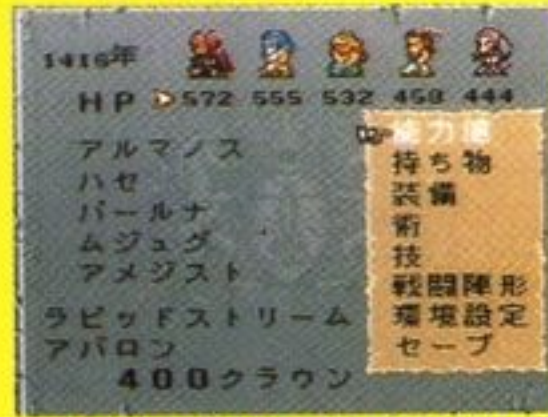 1416年
HP 572 555 532 458 444
アルマノス
ハセ
パールナ
ムジュグ
アメジスト
ラピッドストリーム
アバロン
400クラウン
能力値
持ち物
装備
術
技
戦闘陣形
環境設定
セーブ